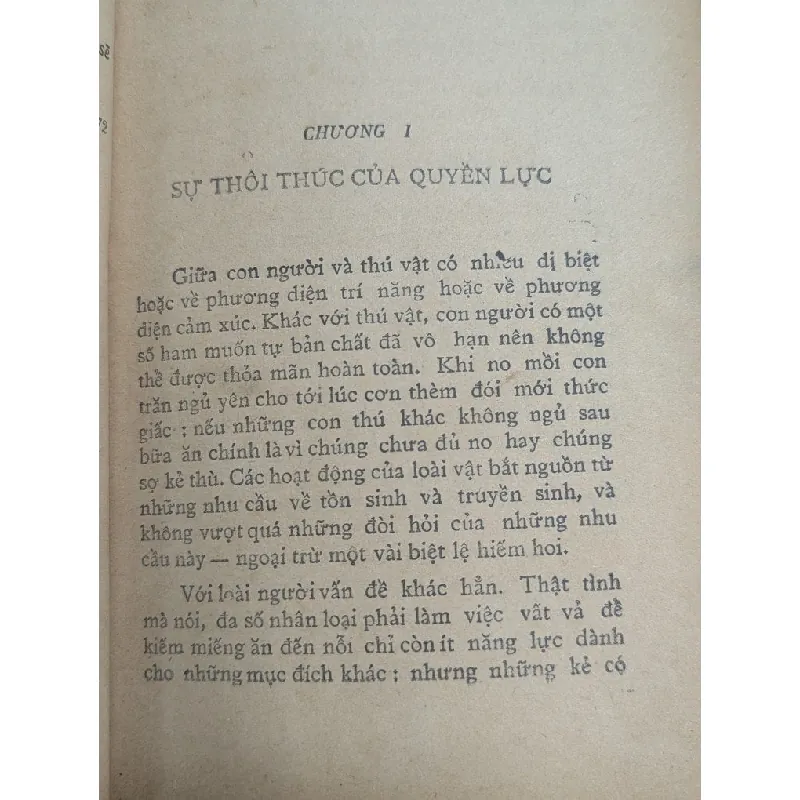 sẽ
72
CHƯƠNG I
SỰ THÔI THÚC CỦA QUYỀN LỰC
Giữa con người và thú vật có nhiều dị biệt
hoặc về phương diện trí năng hoặc về phương
diện cảm xúc. Khác với thú vật, con người có một
số ham muốn tự bản chất đã vô hạn nên không
thể được thỏa mãn hoàn toàn. Khi no mồi con
trăn ngủ yên cho tới lúc cơn thèm đói mới thức
giấc ; nếu những con thú khác không ngủ sau
bữa ăn chính là vì chúng chưa đủ no hay chúng
sợ kẻ thù. Các hoạt động của loài vật bắt nguồn từ
những nhu cầu về tồn sinh và truyền sinh, và
không vượt quá những đòi hỏi của những nhu
cầu này — ngoại trừ một vài biệt lệ hiếm hoi.
Với loài người vấn đề khác hẳn. Thật tình
mà nói, đa số nhân loại phải làm việc vất vả để
kiếm miếng ăn đến nỗi chỉ còn ít năng lực dành
cho những mục đích khác ; nhưng những kẻ có